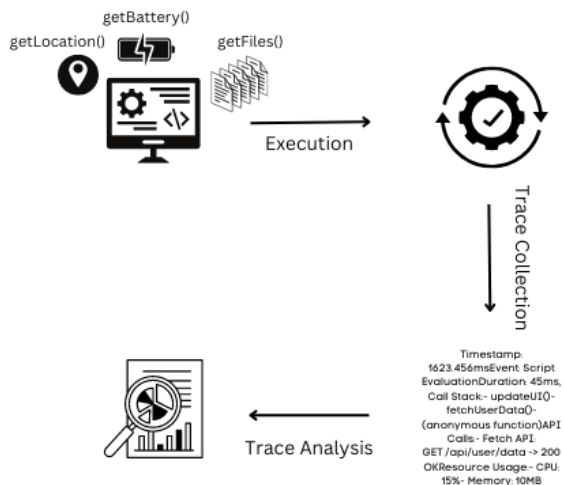 getBattery()
getLocation()
getFiles()
Execution
Trace Collection
Timestamp:
1623.456msEvent: Script
EvaluationDuration: 45ms,
Call Stack:- updateUI()-
fetchUserData()-
(anonymous function)API
Calls:- Fetch API:
GET /api/user/data -> 200
OKResource Usage:- CPU:
15%- Memory: 10MB
Trace Analysis